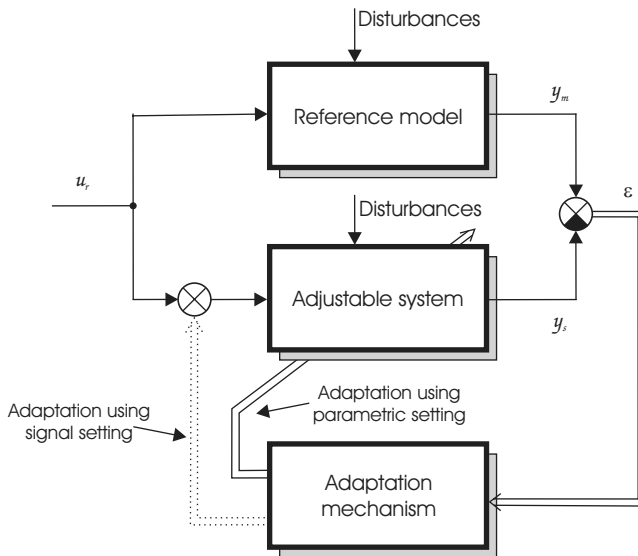 Disturbances
Reference model
y_m
u_r
ε
Disturbances
Adjustable system
y_s
Adaptation using
signal setting
Adaptation using
parametric setting
Adaptation
mechanism